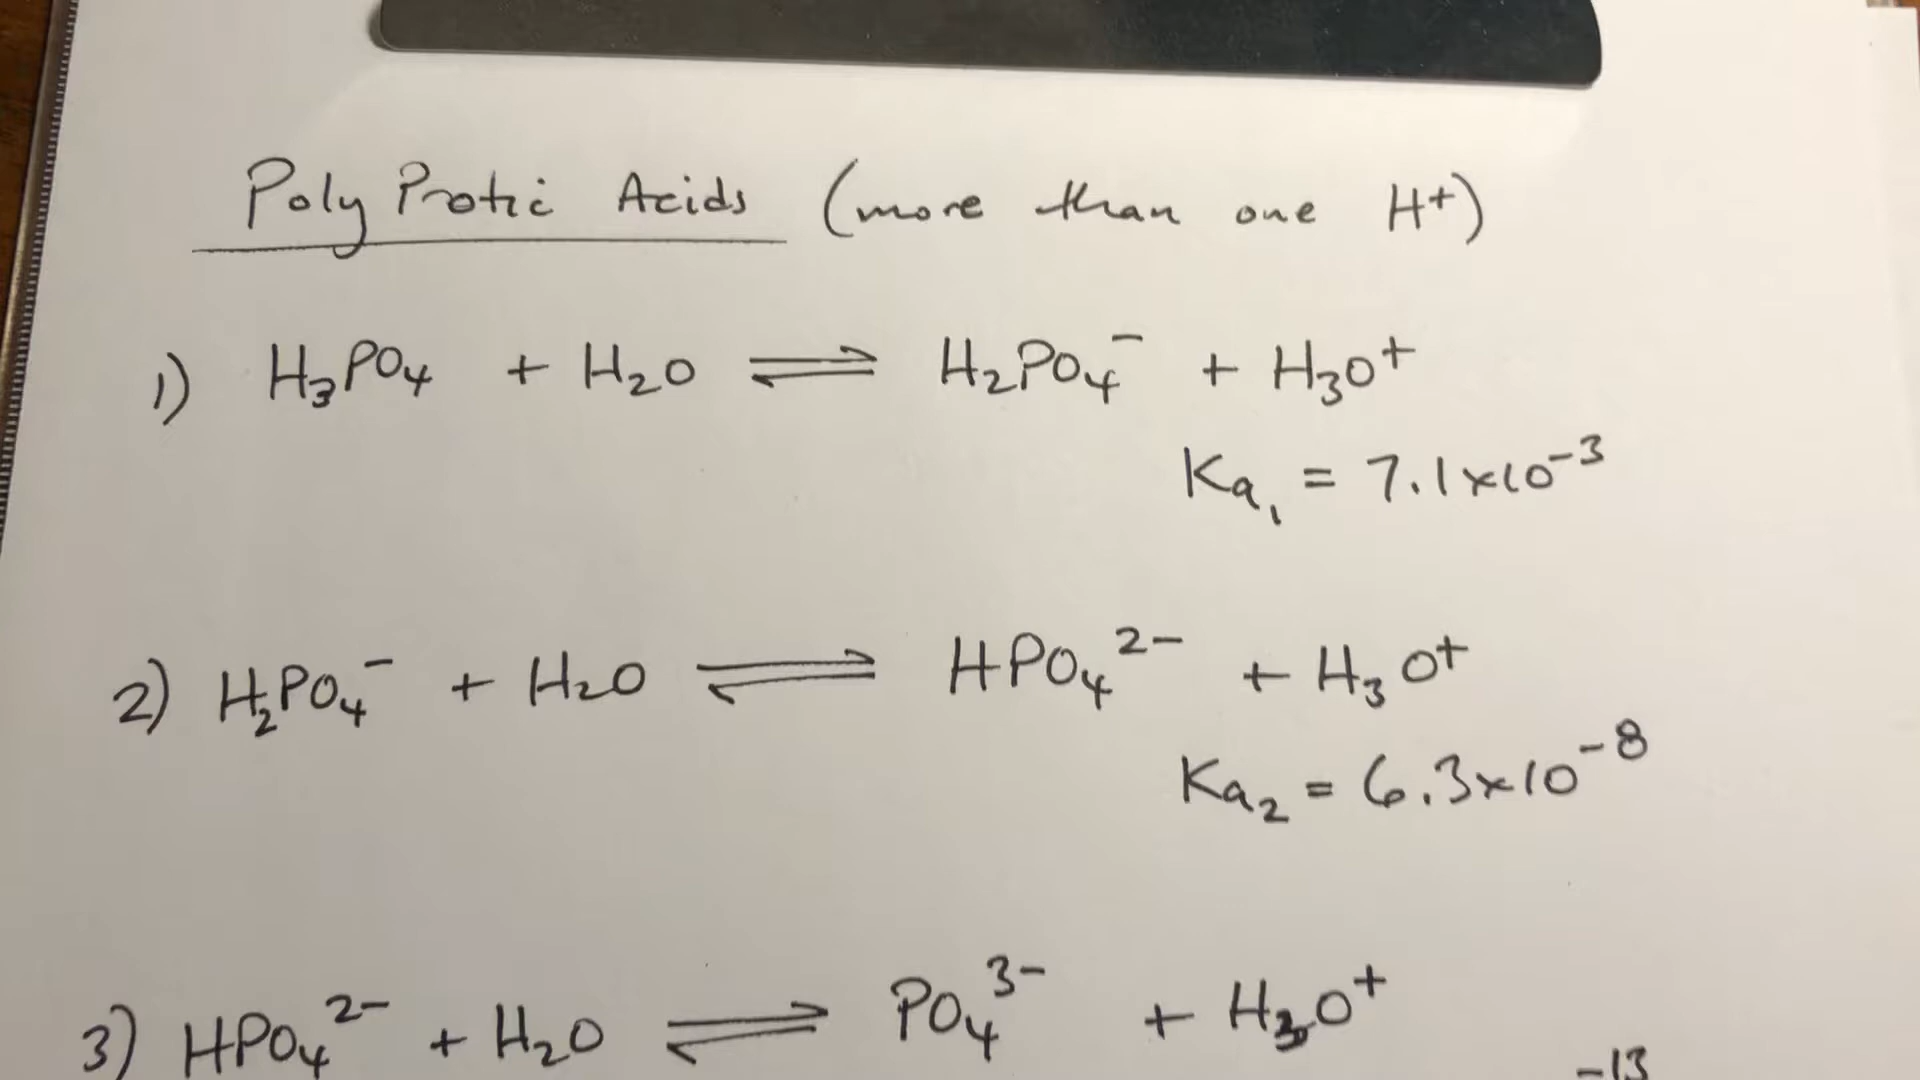 Poly Protic Acids (more than one H+)
1) H₃PO₄ + H₂O ⇌ H₂PO₄⁻ + H₃O⁺
Ka₁ = 7.1×10⁻³
2) H₂PO₄⁻ + H₂O ⇌ HPO₄²⁻ + H₃O⁺
Ka₂ = 6.3×10⁻⁸
3) HPO₄²⁻ + H₂O ⇌ PO₄³⁻ + H₃O⁺
⁻¹³